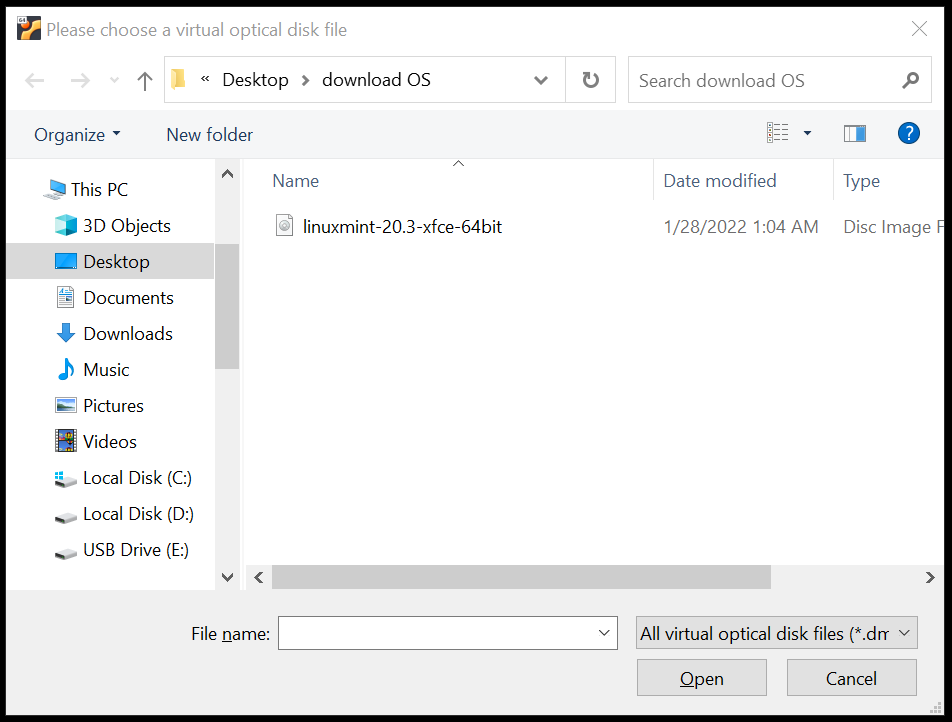 64
Please choose a virtual optical disk file
« Desktop > download OS
Search download OS
Organize
New folder
?
Name
Date modified
Type
linuxmint-20.3-xfce-64bit
1/28/2022 1:04 AM
Disc Image F
This PC
3D Objects
Desktop
Documents
Downloads
Music
Pictures
Videos
Local Disk (C:)
Local Disk (D:)
USB Drive (E:)
File name:
All virtual optical disk files (*.dm
Open
Cancel